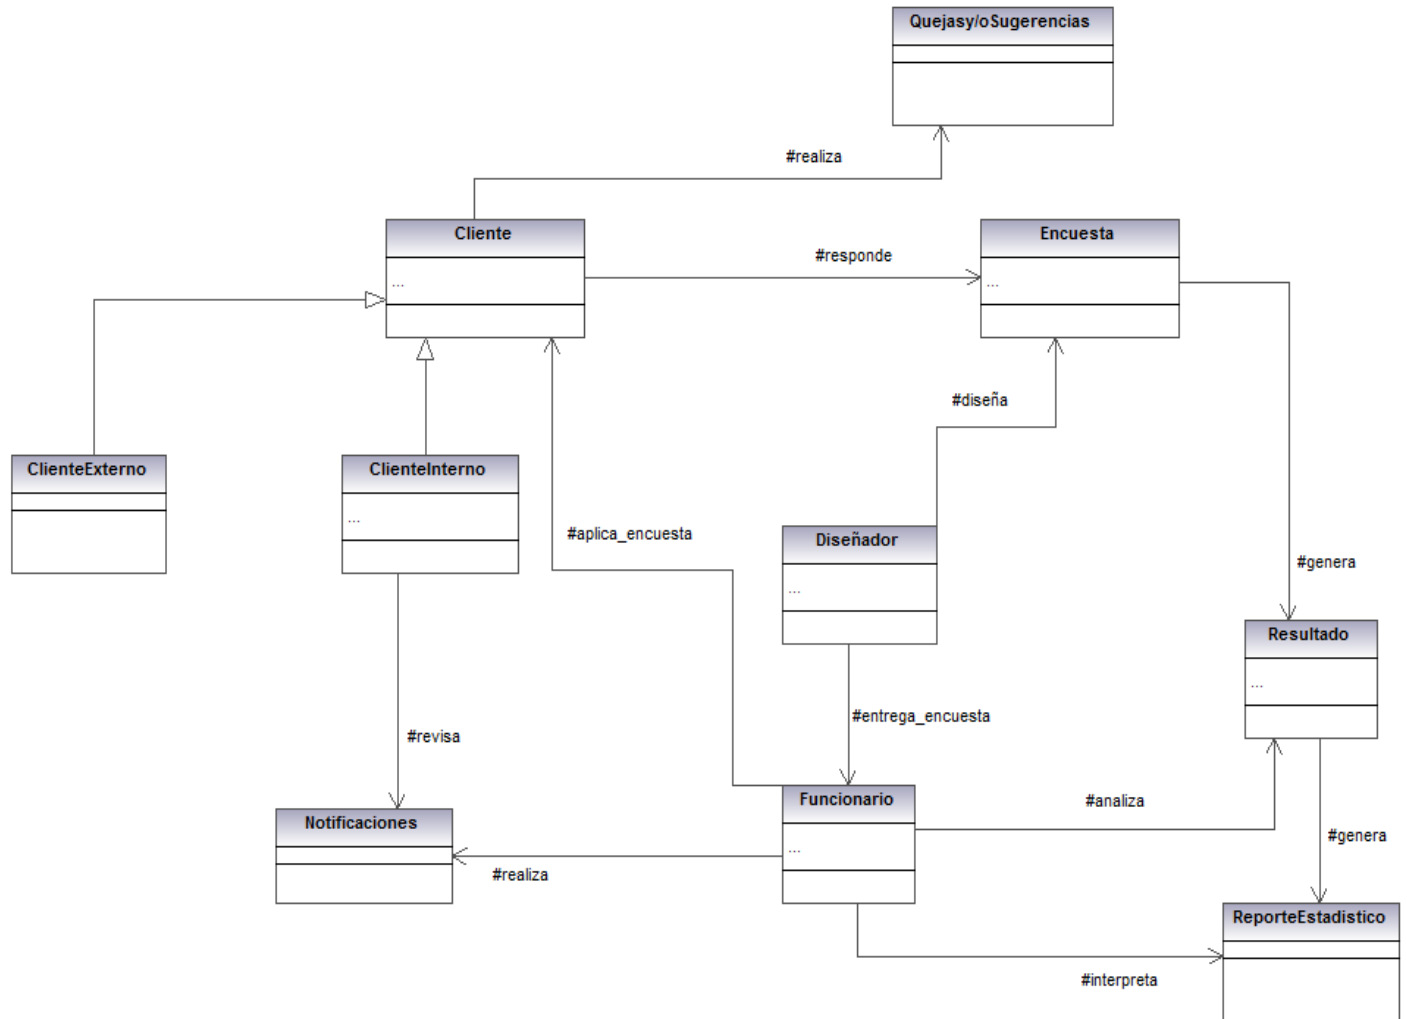 Quejasy/oSugerencias
#realiza
Cliente
...
#responde
Encuesta
...
#diseña
ClienteExterno
ClienteInterno
...
#aplica_encuesta
Diseñador
...
#genera
Resultado
...
#entrega_encuesta
#revisa
Notificaciones
Funcionario
...
#analiza
#genera
#realiza
ReporteEstadistico
#interpreta